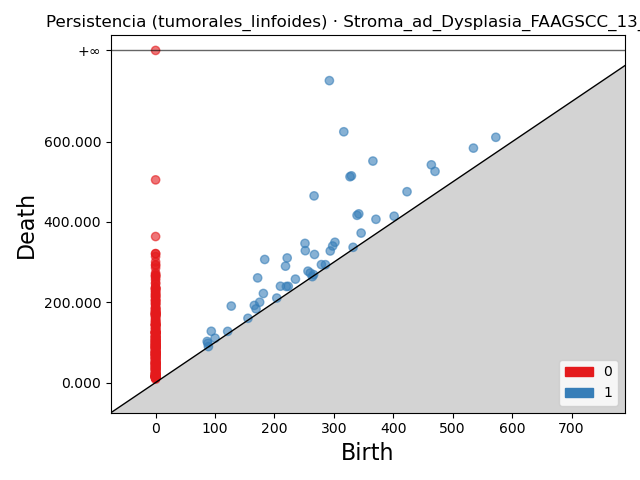 Persistencia (tumorales_linfoides) · Stroma_ad_Dysplasia_FAAGSCC_13_
+∞
600.000
400.000
200.000
0.000
Death
0
1
0 100 200 300 400 500 600 700
Birth